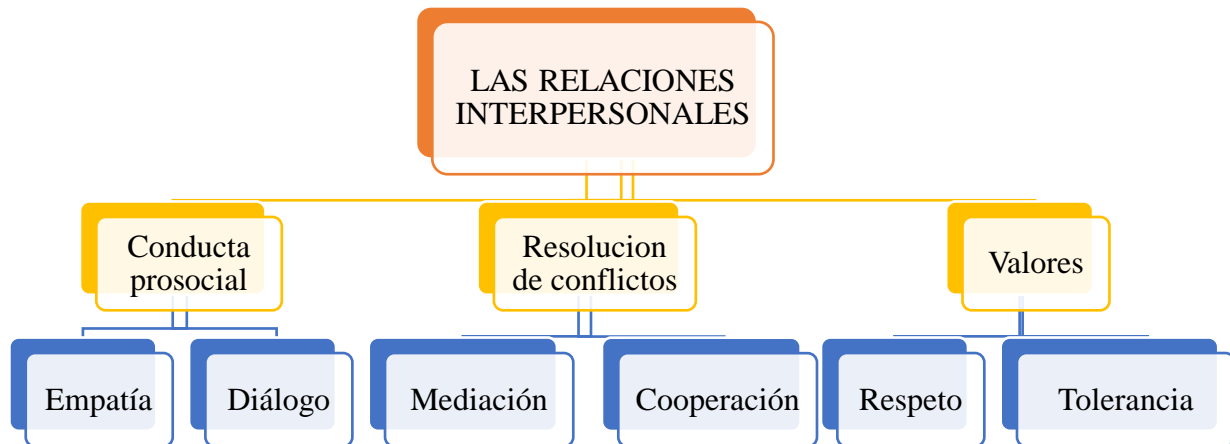 LAS RELACIONES
INTERPERSONALES
Conducta
prosocial
Resolucion
de conflictos
Valores
Empatía
Diálogo
Mediación
Cooperación
Respeto
Tolerancia